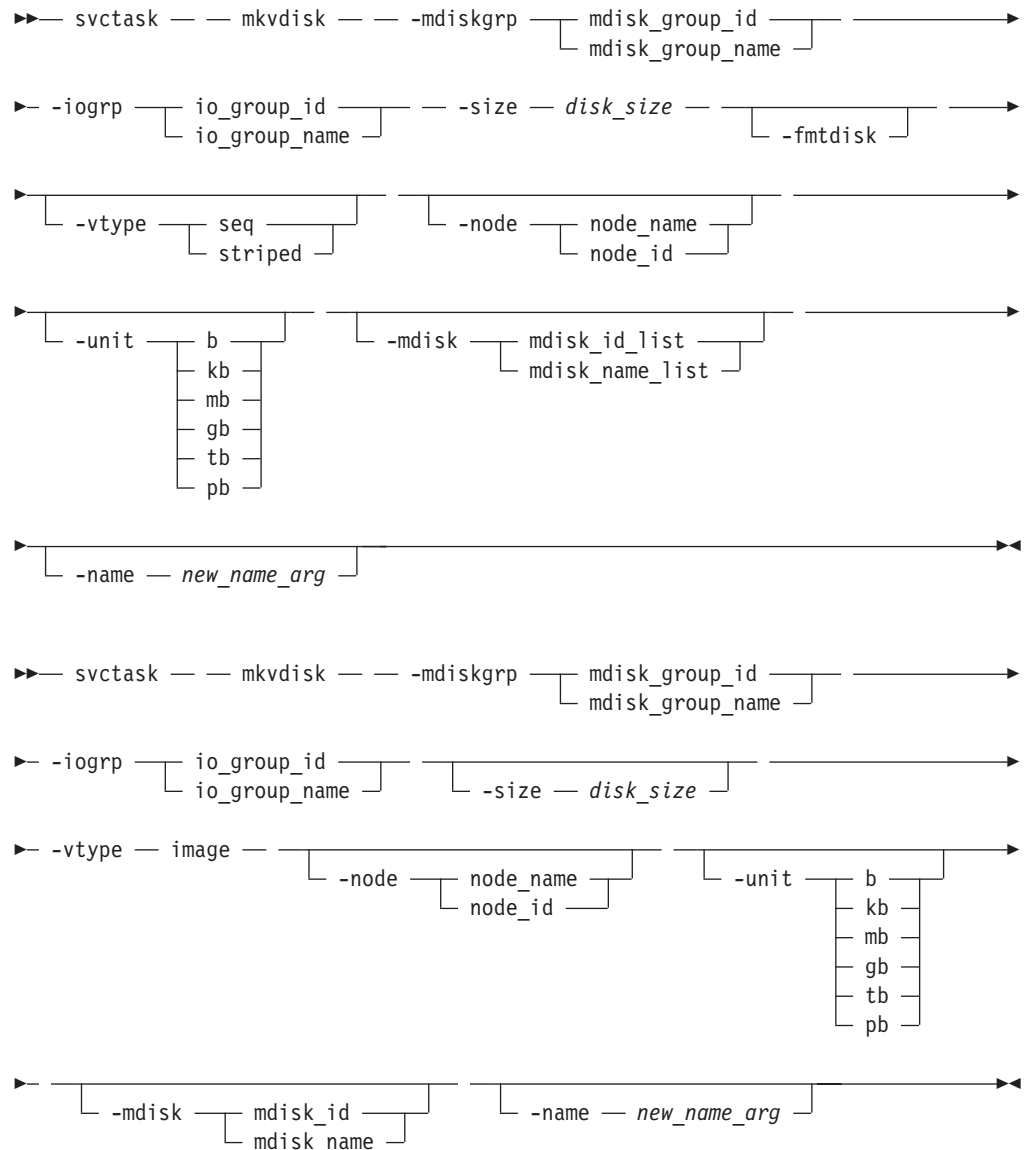 svctask mkvdisk -mdiskgrp mdisk_group_id
mdisk_group_name
-iogrp io_group_id -size disk_size
io_group_name -fmtdisk
-vtype seq -node node_name
striped node_id
-unit b -mdisk mdisk_id_list
kb mdisk_name_list
mb
gb
tb
pb
-name new_name_arg
svctask mkvdisk -mdiskgrp mdisk_group_id
mdisk_group_name
-iogrp io_group_id
io_group_name -size disk_size
-vtype image
-node node_name -unit b
node_id kb
mb
gb
tb
pb
-mdisk mdisk_id -name new_name_arg
mdisk_name